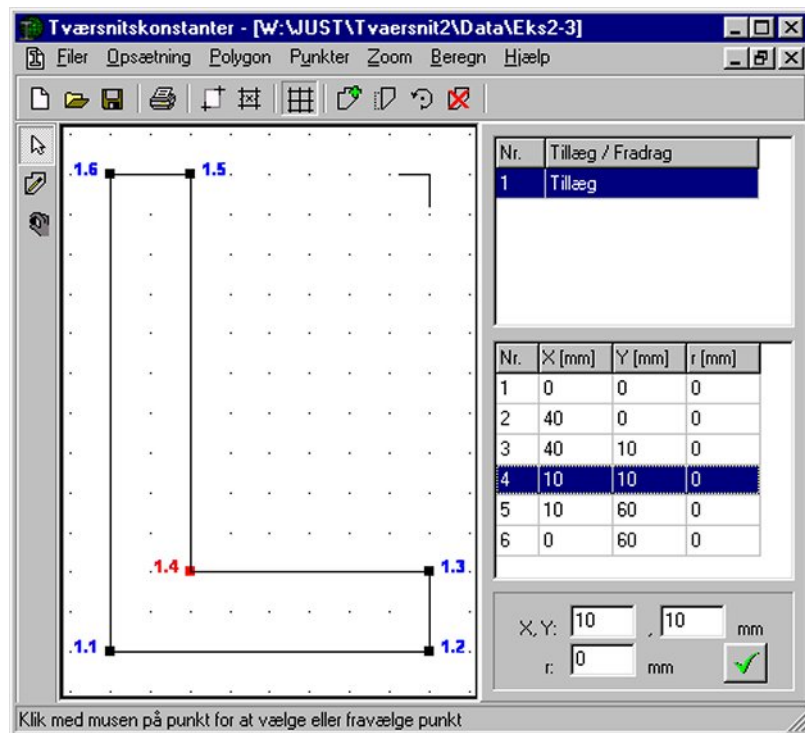 Tværsnitskonstanter - [W:\JUST\Tvaersnit2\Data\Eks2-3]
Filer Opsætning Polygon Punkter Zoom Beregn Hjælp
1.6 1.5
1.4 1.3
1.1 1.2
Nr. Tillæg / Fradrag
1 Tillæg
Nr. X [mm] Y [mm] r [mm]
1 0 0 0
2 40 0 0
3 40 10 0
4 10 10 0
5 10 60 0
6 0 60 0
X, Y: 10 , 10 mm
r: 0 mm
Klik med musen på punkt for at vælge eller fravælge punkt